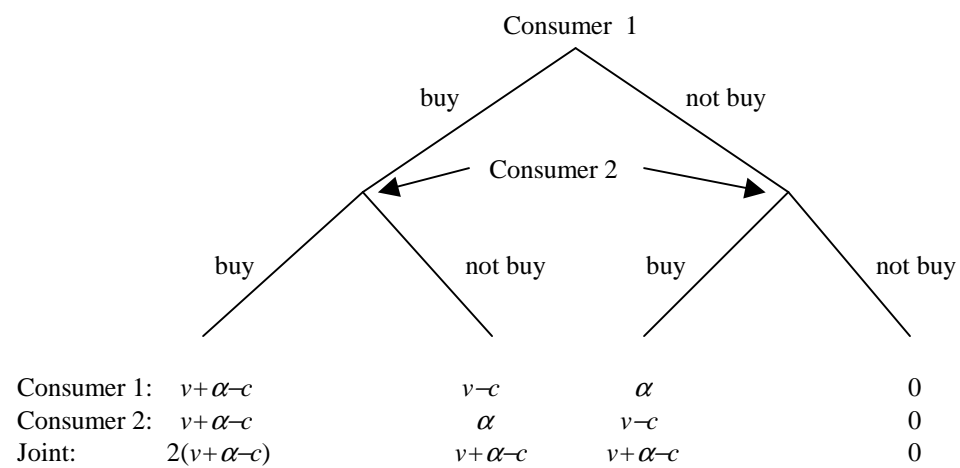 Consumer 1
buy not buy
Consumer 2
buy not buy buy not buy
Consumer 1: v+α−c v−c α 0
Consumer 2: v+α−c α v−c 0
Joint: 2(v+α−c) v+α−c v+α−c 0